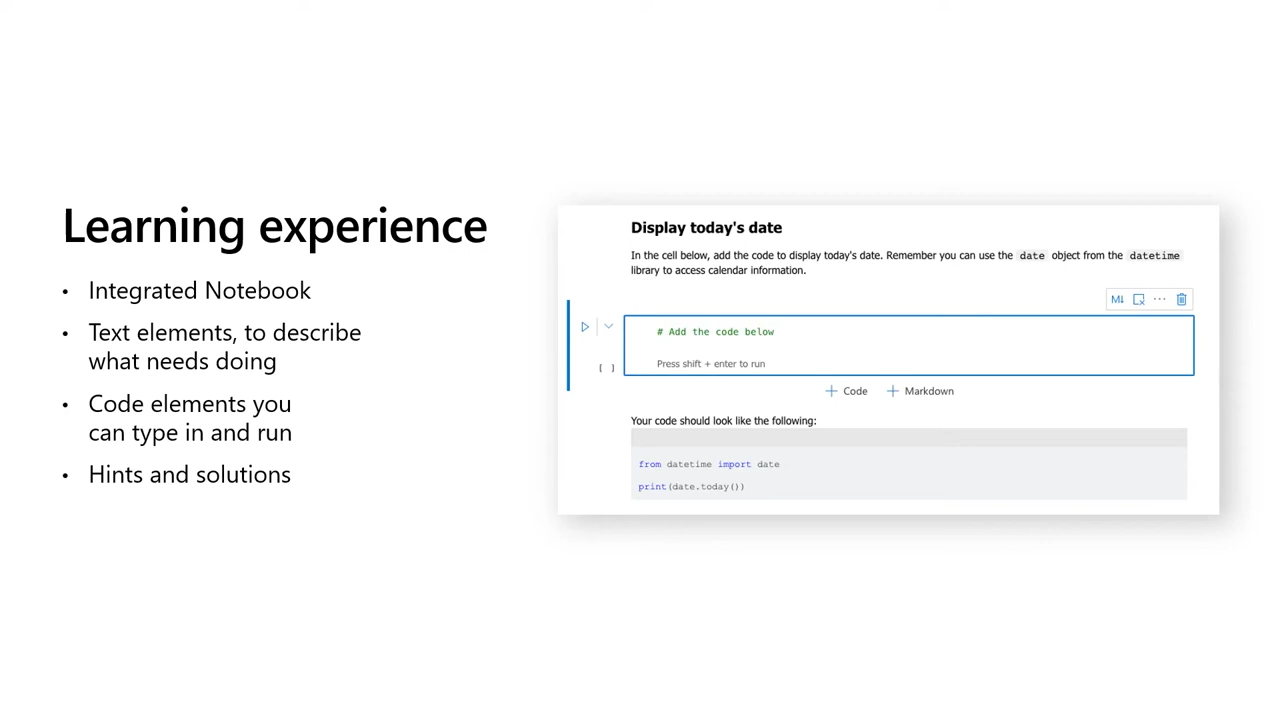 Learning experience
• Integrated Notebook
• Text elements, to describe
what needs doing
• Code elements you
can type in and run
• Hints and solutions
Display today's date
In the cell below, add the code to display today's date. Remember you can use the date object from the datetime
library to access calendar information.
M↓
# Add the code below
Press shift + enter to run
[ ]
+ Code + Markdown
Your code should look like the following:
from datetime import date
print(date.today())